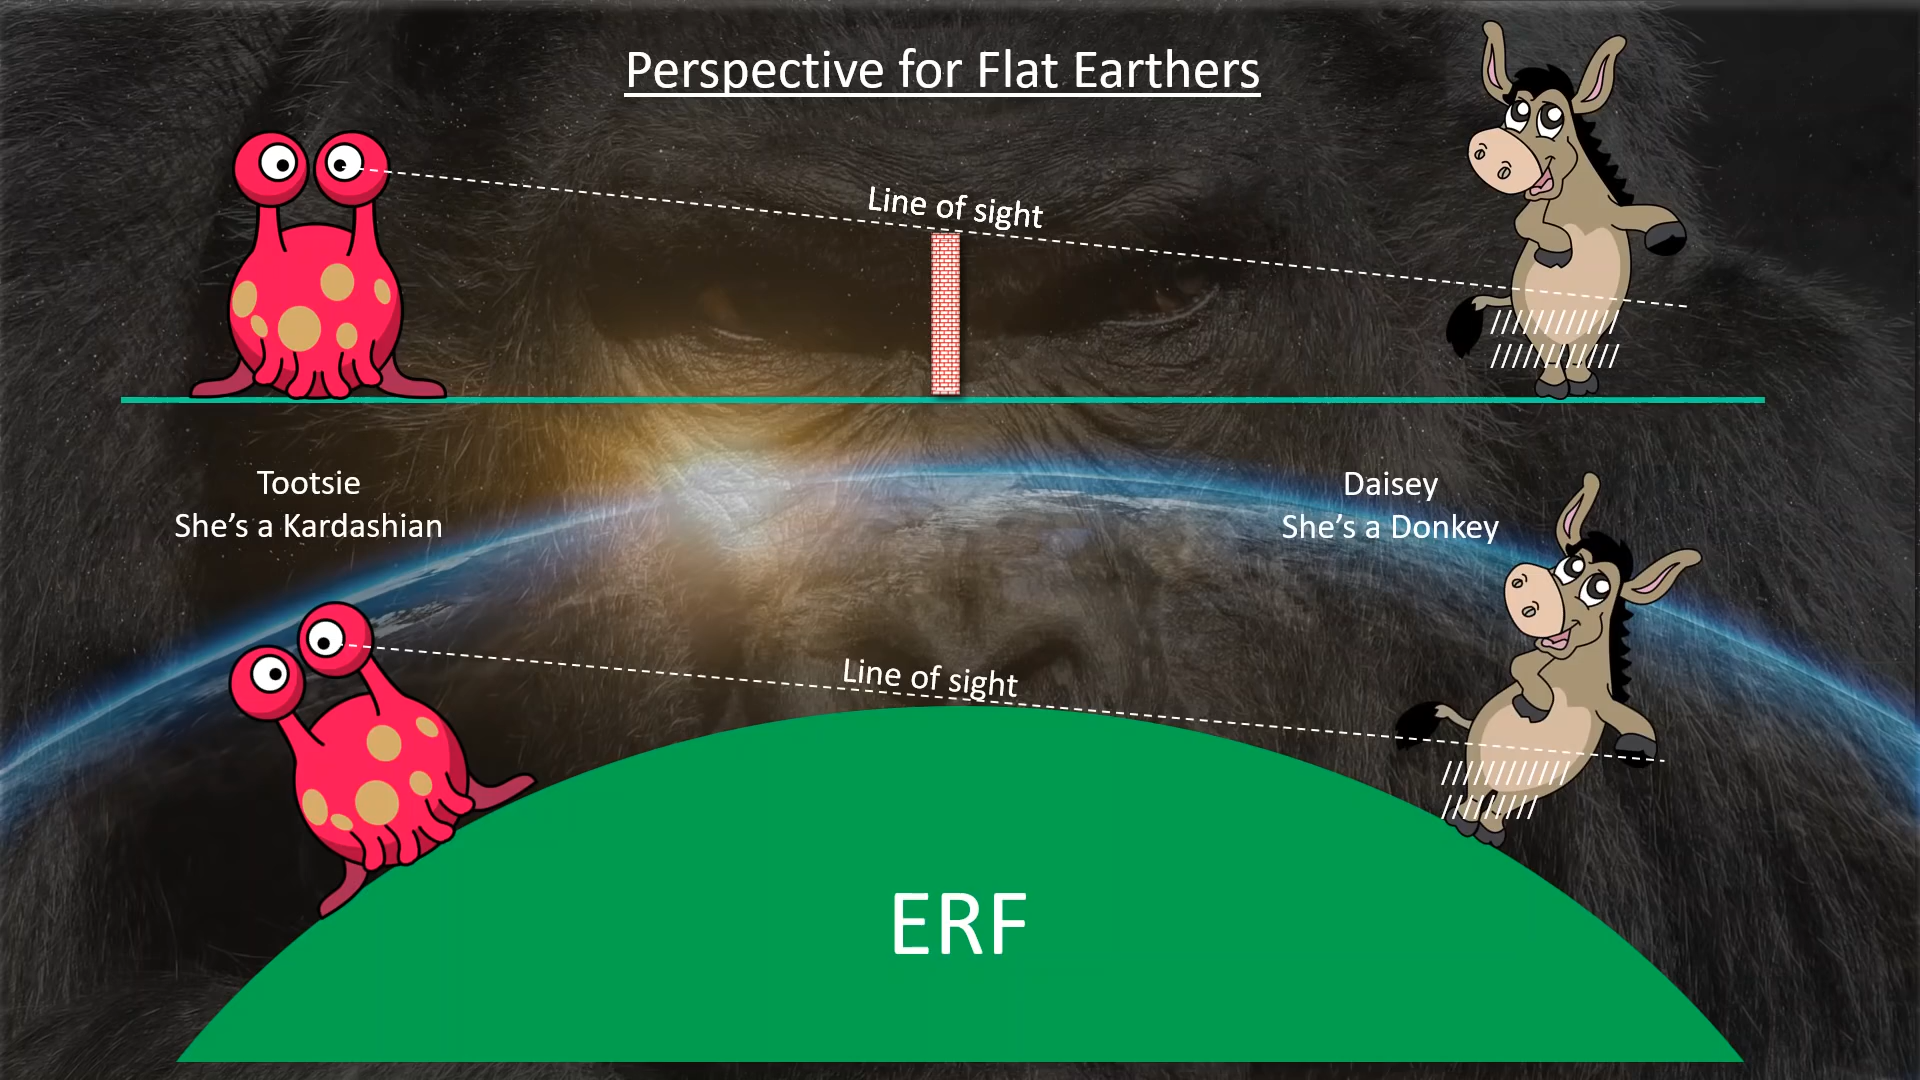 Perspective for Flat Earthers
Line of sight
Tootsie
She's a Kardashian
Daisey
She's a Donkey
Line of sight
ERF